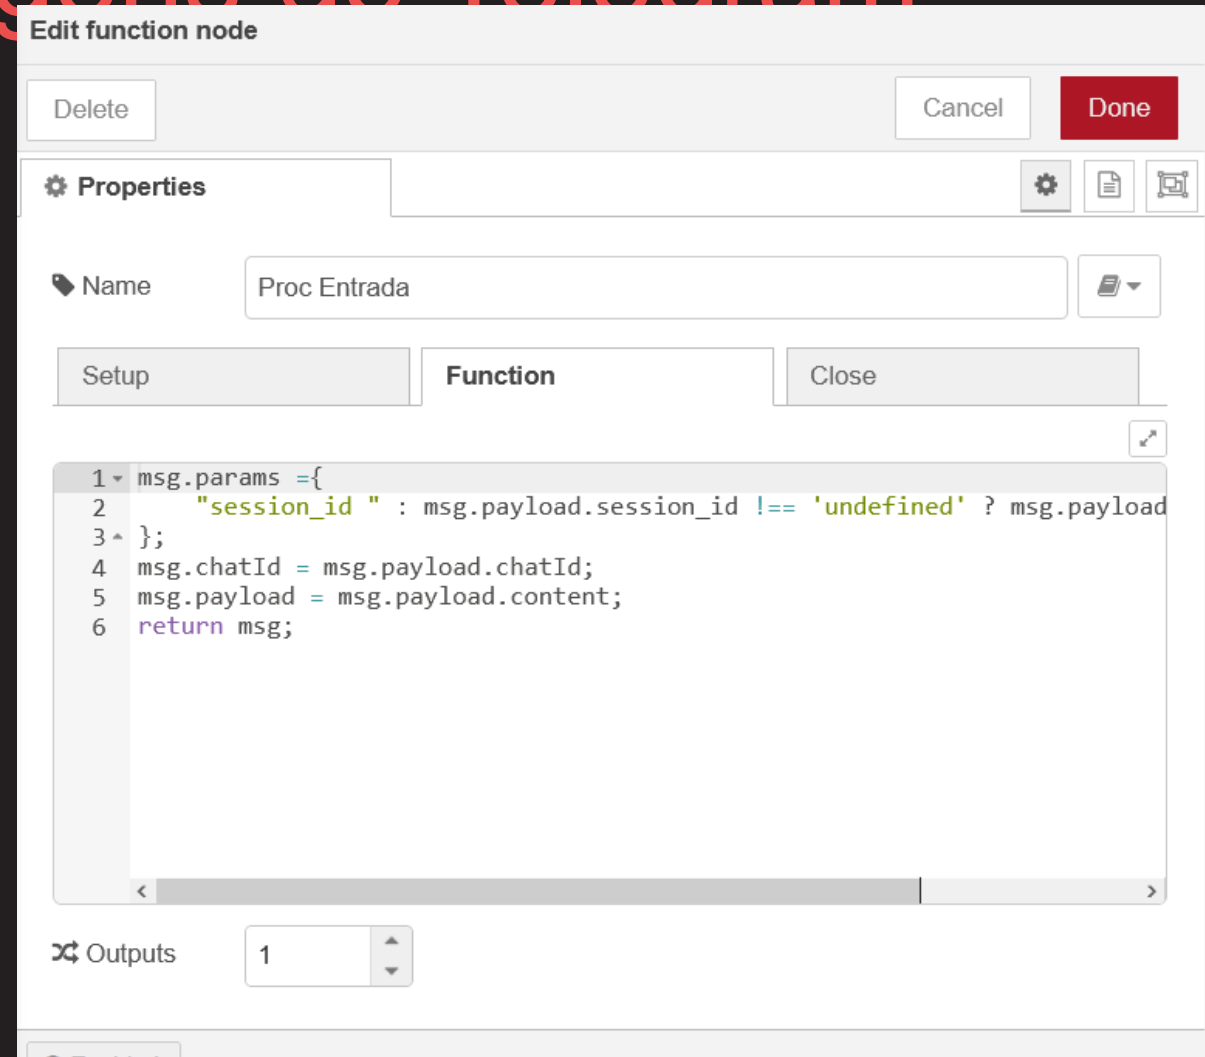 Edit function node
Delete
Cancel
Done
Properties
Name
Proc Entrada
Setup
Function
Close
1 msg.params ={
2 "session_id " : msg.payload.session_id !== 'undefined' ? msg.payload
3 };
4 msg.chatId = msg.payload.chatId;
5 msg.payload = msg.payload.content;
6 return msg;
Outputs
1